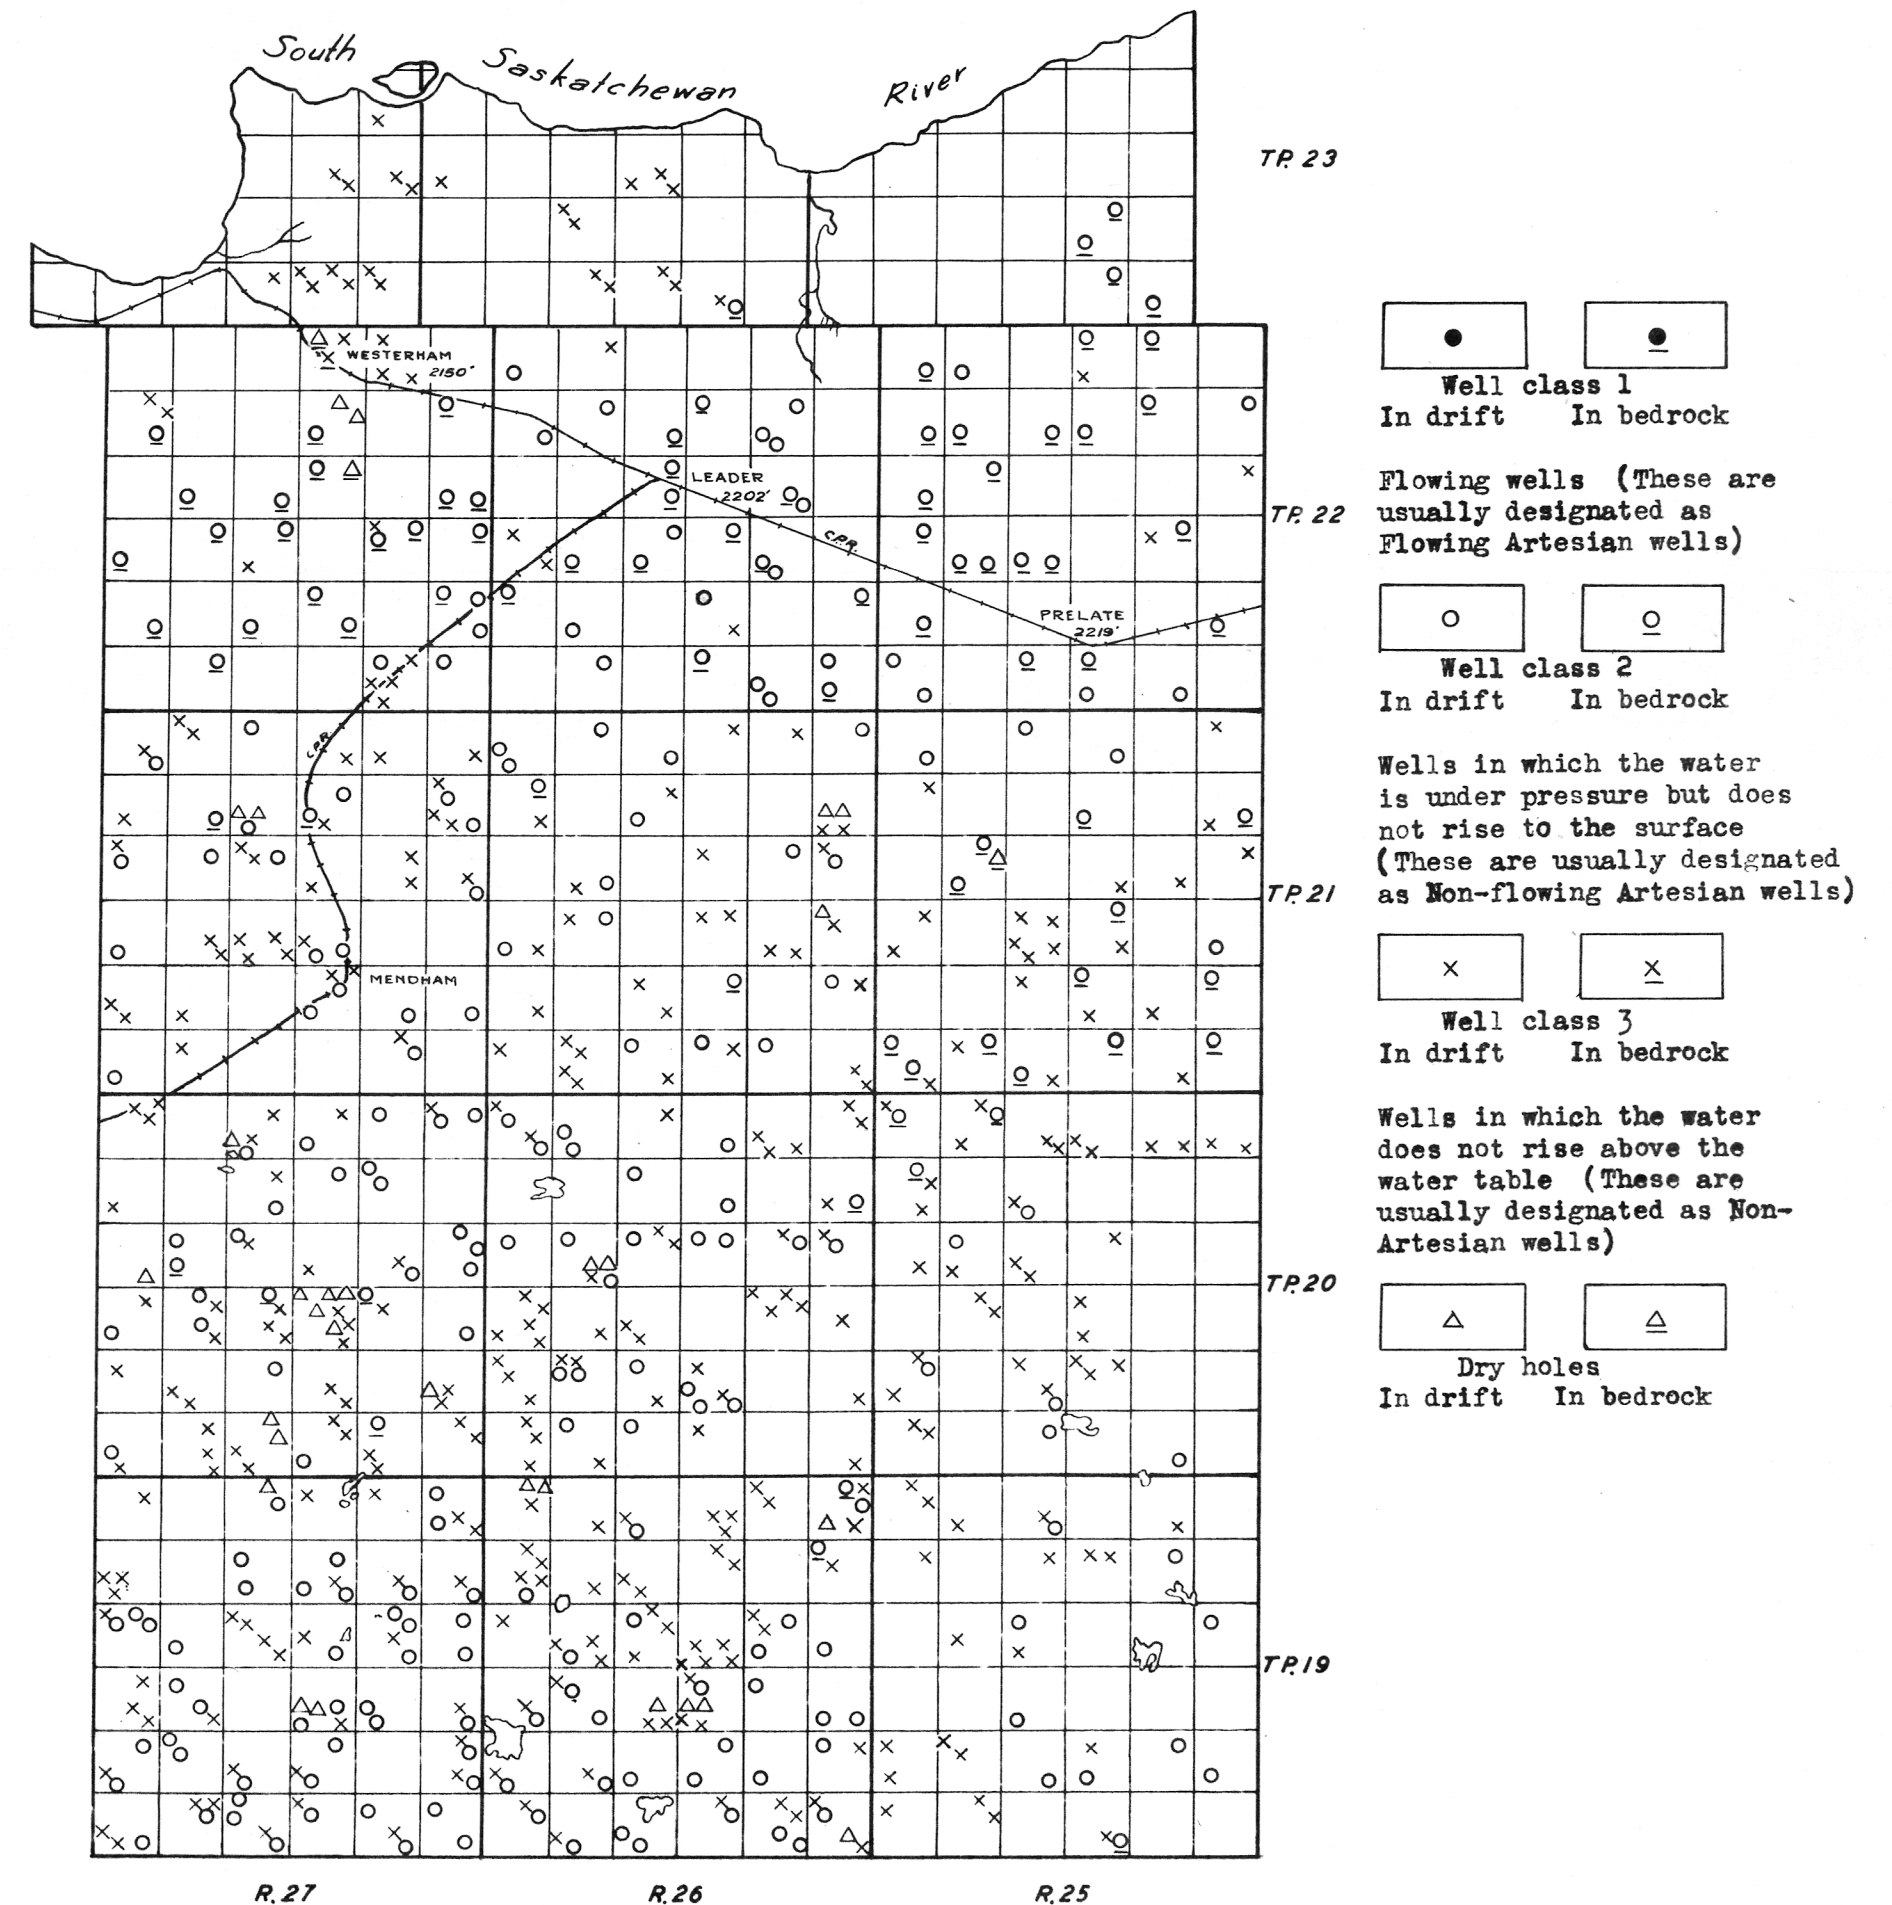 South Saskatchewan River
TP. 23
WESTERHAM
2150'
LEADER
2202'
C.P.R.
TP. 22
PRELATE
2219'
C.P.R.
TP. 21
MENDHAM
TP. 20
TP. 19
R. 27 R. 26 R. 25
Well class 1
In drift In bedrock
Flowing wells (These are
usually designated as
Flowing Artesian wells)
Well class 2
In drift In bedrock
Wells in which the water
is under pressure but does
not rise to the surface
(These are usually designated
as Non-flowing Artesian wells)
Well class 3
In drift In bedrock
Wells in which the water
does not rise above the
water table (These are
usually designated as Non-
Artesian wells)
Dry holes
In drift In bedrock